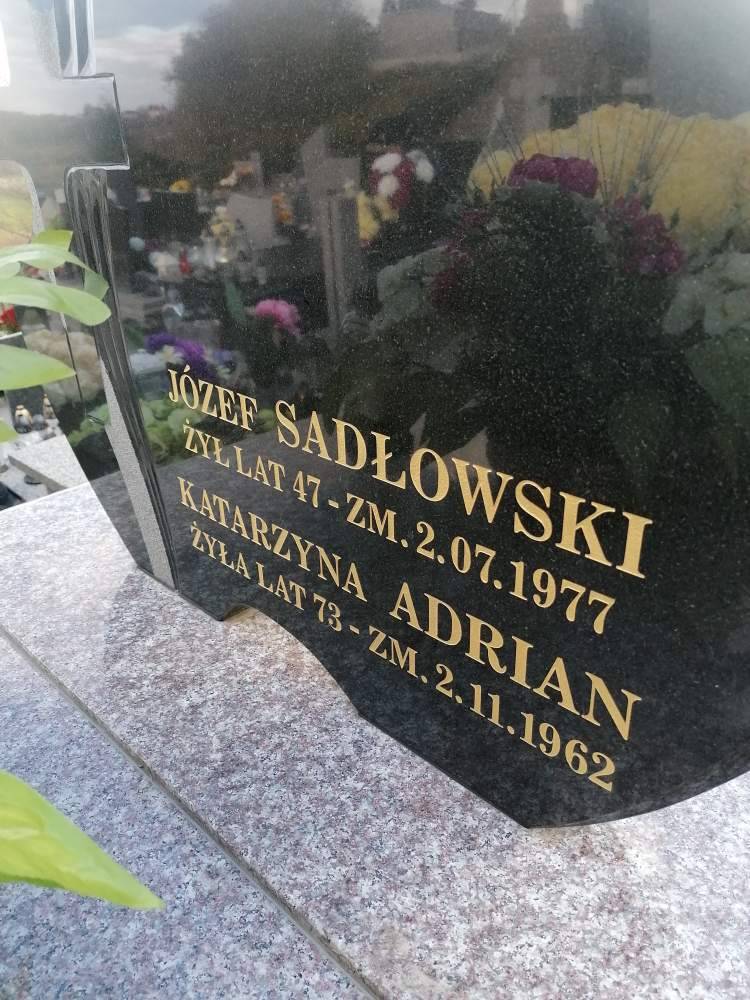 JÓZEF SADŁOWSKI
ŻYŁ LAT 47 - ZM. 2.07.1977
KATARZYNA ADRIAN
ŻYŁA LAT 73 - ZM. 2.11.1962